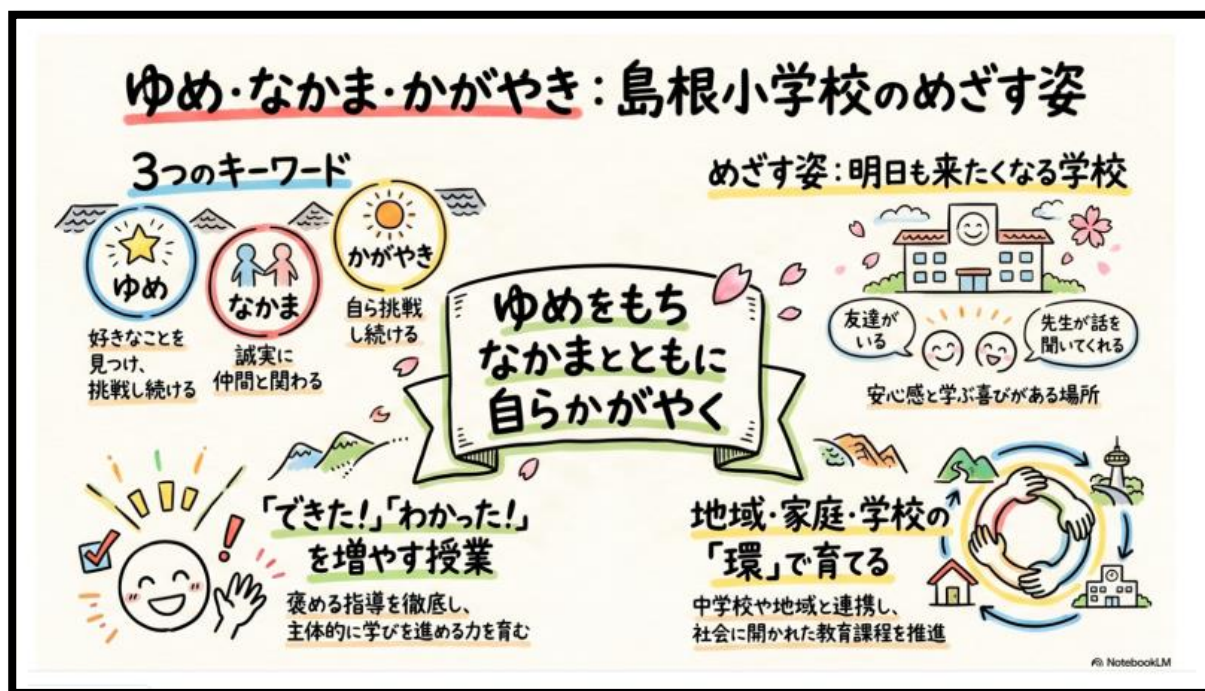 ゆめ・なかま・かがやき：島根小学校のめざす姿
3つのキーワード
ゆめ
好きなことを
見つけ、
挑戦し続ける
なかま
誠実に
仲間と関わる
かがやき
自ら挑戦
し続ける
めざす姿：明日も来たくなる学校
友達が
いる
先生が話を
聞いてくれる
安心感と学ぶ喜びがある場所
ゆめをもち
なかまとともに
自らかがやく
「できた!」「わかった!」
を増やす授業
褒める指導を徹底し、
主体的に学びを進める力を育む
地域・家庭・学校の
「環」で育てる
中学校や地域と連携し、
社会に開かれた教育課程を推進
NotebookLM